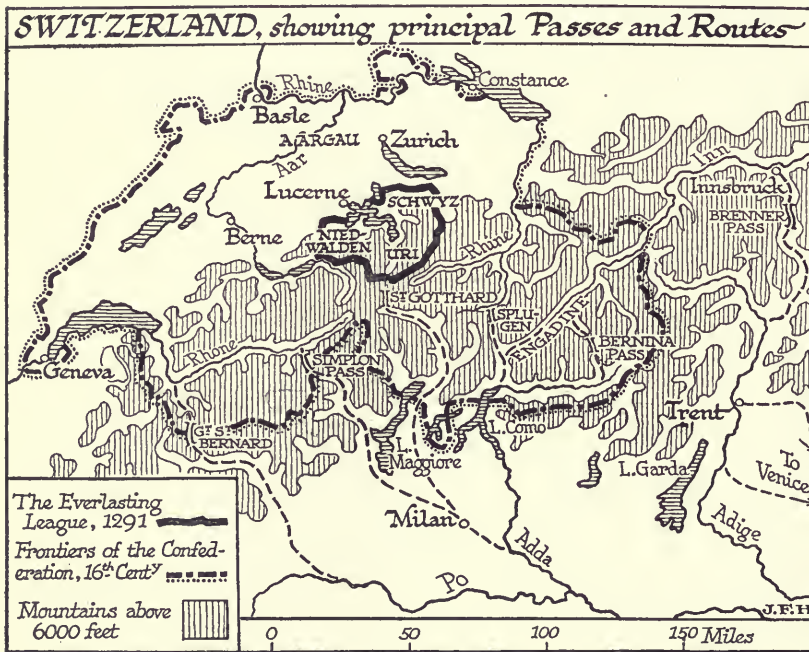 SWITZERLAND, showing principal Passes and Routes
Rhine
Constance
Basle
AARGAU
Zurich
Aar
Inn
Lucerne
SCHWYZ
Innsbruck
BRENNER
PASS
Berne
NIED-
WALDEN
URI
Rhine
ST GOTTHARD
SPLU-
GEN
ENGADINE
BERNINA
PASS
Rhone
SIMPLON
PASS
Geneva
GT ST
BERNARD
L. Como
Trent
L.
Maggiore
L. Garda
To
Venice
Milan
Adda
Adige
Po
The Everlasting
League, 1291
Frontiers of the Confed-
eration, 16th Centy
Mountains above
6000 feet
J.F.H
0 50 100 150 Miles